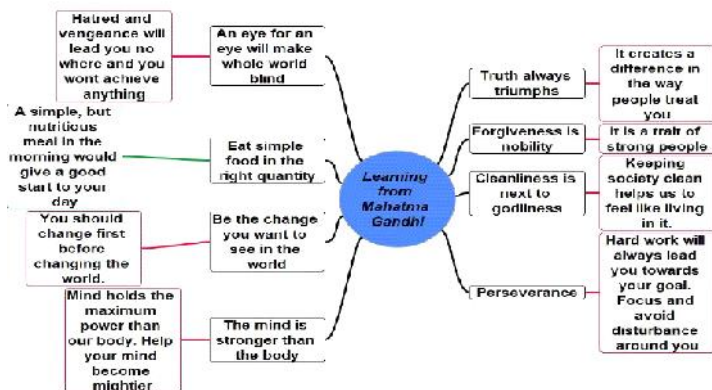 Hatred and
vengeance will
lead you no
where and you
wont achieve
anything
An eye for an
eye will make
whole world
blind
A simple, but
nutritious
meal in the
morning would
give a good
start to your
day
Eat simple
food in the
right quantity
You should
change first
before
changing the
world.
Be the change
you want to
see in the
world
Mind holds the
maximum
power than
our body. Help
your mind
become
mightier
The mind is
stronger than
the body
Learning
from
Mahatma
Gandhi
Truth always
triumphs
It creates a
difference in
the way
people treat
you
Forgiveness is
nobility
It is a trait of
strong people
Cleanliness is
next to
godliness
Keeping
society clean
helps us to
feel like living
in it.
Perseverance
Hard work will
always lead
you towards
your goal.
Focus and
avoid
disturbance
around you